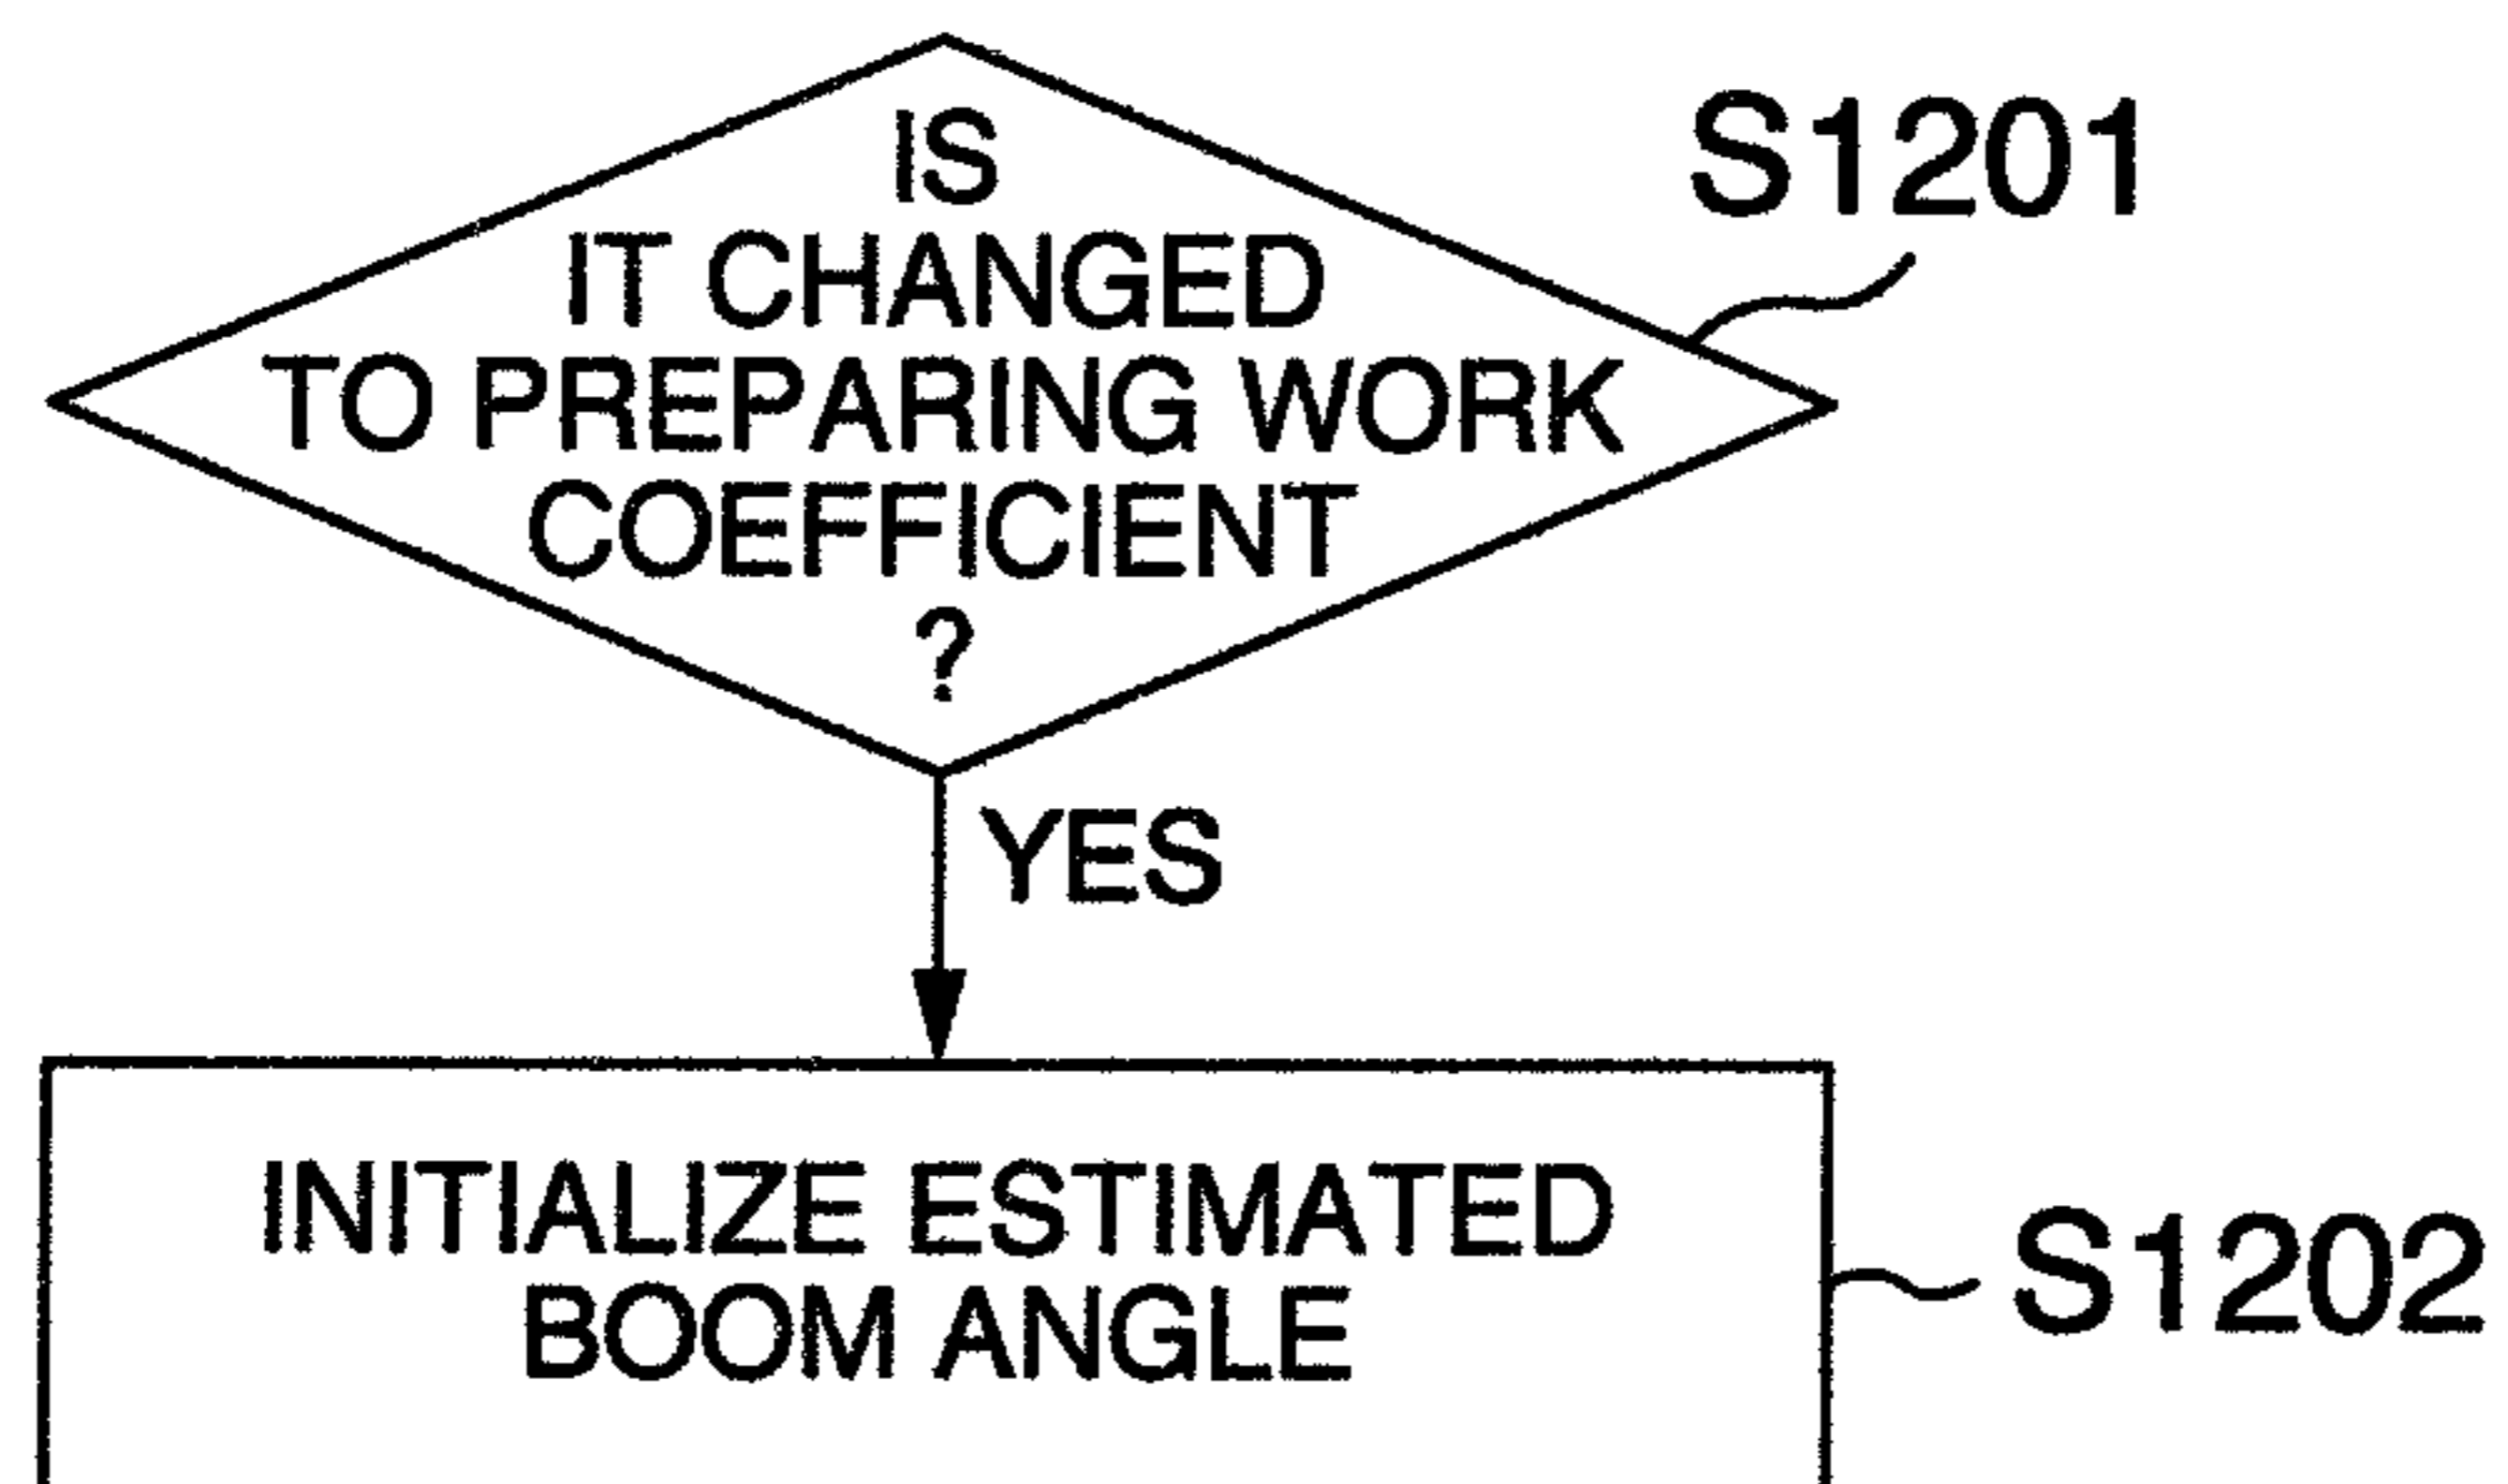 IS
IT CHANGED
TO PREPARING WORK
COEFFICIENT
?
S1201
YES
INITIALIZE ESTIMATED
BOOM ANGLE
S1202